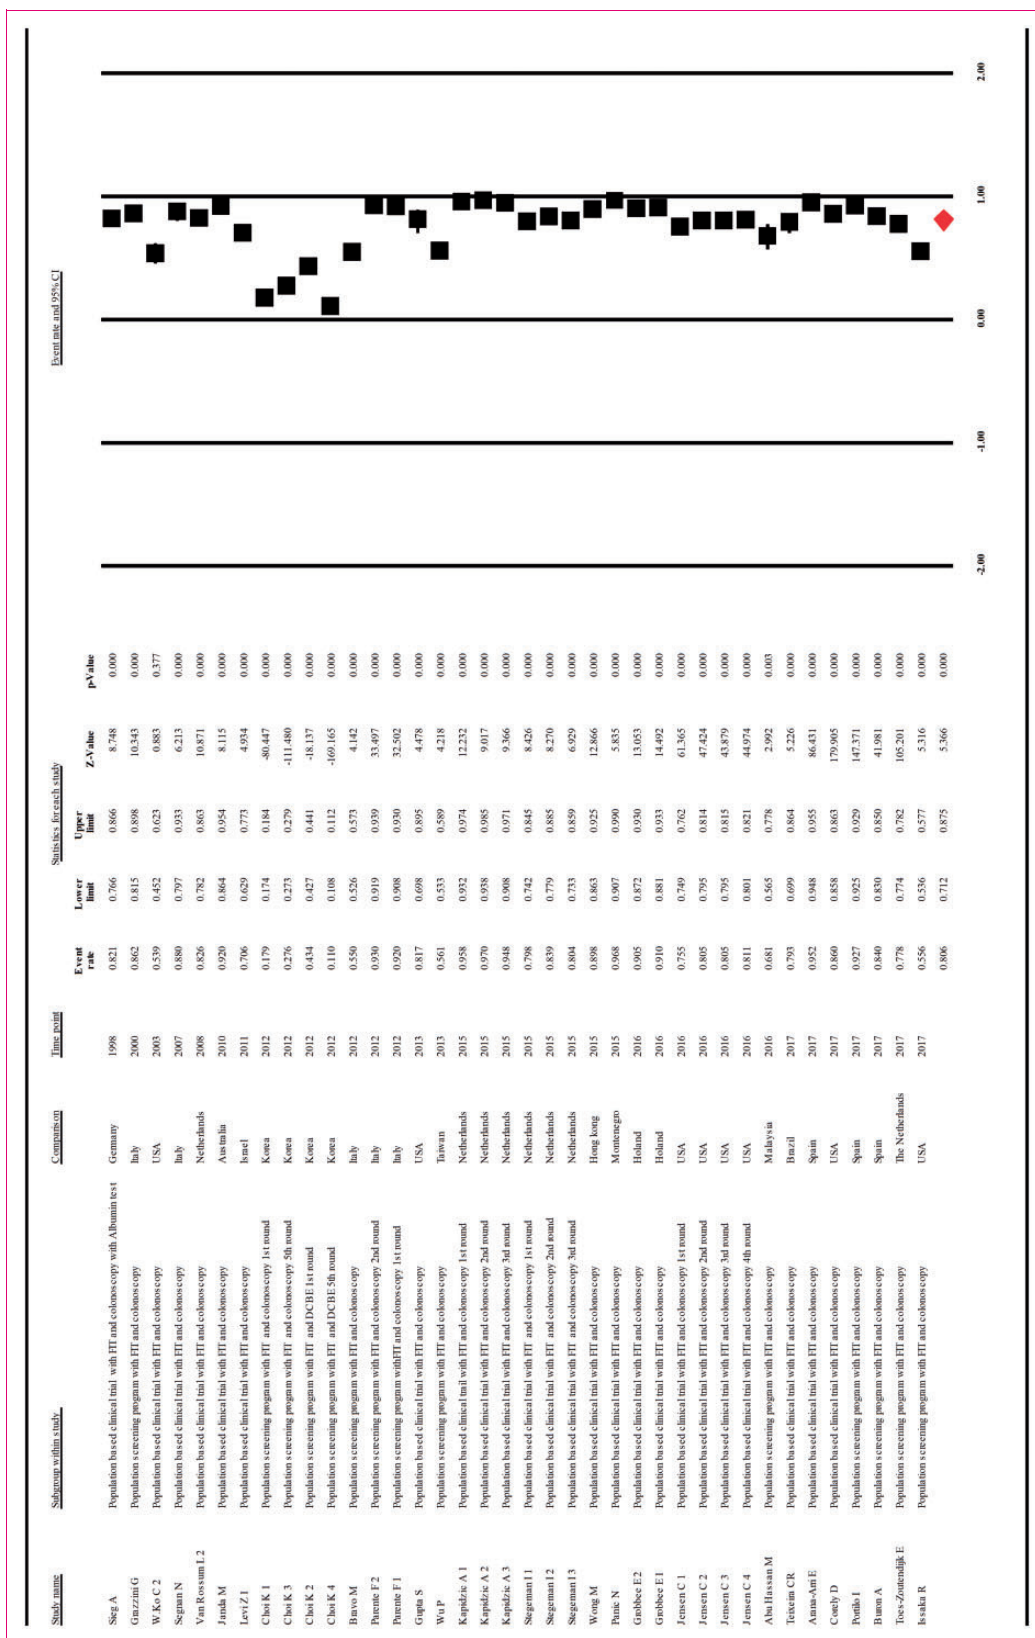 Study name Subgroup within study Comparison Time point Statistics for each study Event rate and 95% CI
Event rate Lower limit Upper limit Z-Value p-Value
Sieg A Population based clinical trial with FIT and colonoscopy with Albumin test Germany 1998 0.821 0.766 0.866 8.748 0.000
Grazzini G Population screening program with FIT and colonoscopy Italy 2000 0.862 0.815 0.898 10.343 0.000
W.Ko C 2 Population based clinical trial with FIT and colonoscopy USA 2003 0.539 0.452 0.623 0.883 0.377
Segnan N Population based clinical trial with FIT and colonoscopy Italy 2007 0.880 0.797 0.933 6.213 0.000
Van Rossum L 2 Population based clinical trial with FIT and colonoscopy Netherlands 2008 0.826 0.782 0.863 10.871 0.000
Janda M Population based clinical trial with FIT and colonoscopy Australia 2010 0.920 0.864 0.954 8.115 0.000
Levi Z 1 Population based clinical trial with FIT and colonoscopy Israel 2011 0.706 0.629 0.773 4.934 0.000
Choi K 1 Population screening program with FIT and colonoscopy 1st round Korea 2012 0.179 0.174 0.184 -80.447 0.000
Choi K 3 Population screening program with FIT and colonoscopy 5th round Korea 2012 0.276 0.273 0.279 -111.480 0.000
Choi K 2 Population screening program with FIT and DCBE 1st round Korea 2012 0.434 0.427 0.441 -18.137 0.000
Choi K 4 Population screening program with FIT and DCBE 5th round Korea 2012 0.110 0.108 0.112 -169.165 0.000
Bravo M Population screening program with FIT and colonoscopy Italy 2012 0.550 0.526 0.573 4.142 0.000
Parente F 2 Population screening program with FIT and colonoscopy 2nd round Italy 2012 0.930 0.919 0.939 33.497 0.000
Parente F 1 Population screening program withFIT and colonoscopy 1st round Italy 2012 0.920 0.908 0.930 32.502 0.000
Gupta S Population based clinical trial with FIT and colonoscopy USA 2013 0.817 0.698 0.895 4.478 0.000
Wu P Population based clinical trial with FIT and colonoscopy Taiwan 2013 0.561 0.533 0.589 4.218 0.000
Kapidzic A 1 Population based clinical trail with FIT and colonoscopy 1st round Netherlands 2015 0.958 0.932 0.974 12.232 0.000
Kapidzic A 2 Population based clinical trial with FIT and colonoscopy 2nd round Netherlands 2015 0.970 0.938 0.985 9.017 0.000
Kapidzic A 3 Population based clinical trial with FIT and colonoscopy 3rd round Netherlands 2015 0.948 0.908 0.971 9.366 0.000
Stegeman I 1 Population based clinical trial with FIT and colonoscopy 1st round Netherlands 2015 0.798 0.742 0.845 8.426 0.000
Stegeman I 2 Population based clinical trial with FIT and colonoscopy 2nd round Netherlands 2015 0.839 0.779 0.885 8.270 0.000
Stegeman I 3 Population based clinical trial with FIT and colonoscopy 3rd round Netherlands 2015 0.804 0.733 0.859 6.929 0.000
Wong M Population based clinical trial with FIT and colonoscopy Hong kong 2015 0.898 0.863 0.925 12.866 0.000
Panic N Population based clinical trial with FIT and colonoscopy Montenegro 2015 0.968 0.907 0.990 5.835 0.000
Grobbee E 2 Population based clinical trial with FIT and colonoscopy Holand 2016 0.905 0.872 0.930 13.053 0.000
Grobbee E 1 Population based clinical trial with FIT and colonoscopy Holand 2016 0.910 0.881 0.933 14.492 0.000
Jensen C 1 Population based clinical trial with FIT and colonoscopy 1st round USA 2016 0.755 0.749 0.762 61.365 0.000
Jensen C 2 Population based clinical trial with FIT and colonoscopy 2nd round USA 2016 0.805 0.795 0.814 47.424 0.000
Jensen C 3 Population based clinical trial with FIT and colonoscopy 3rd round USA 2016 0.805 0.795 0.815 43.879 0.000
Jensen C 4 Population based clinical trial with FIT and colonoscopy 4th round USA 2016 0.811 0.801 0.821 44.974 0.000
Abu Hassan M Population screening program with FIT and colonoscopy Malaysia 2016 0.681 0.565 0.778 2.992 0.003
Teixeira CR Population based clinical trial with FIT and colonoscopy Brazil 2017 0.793 0.699 0.864 5.226 0.000
Anna-Ami E Population based clinical trial with FIT and colonoscopy Spain 2017 0.952 0.948 0.955 86.431 0.000
Corely D Population based clinical trial with FIT and colonoscopy USA 2017 0.860 0.858 0.863 179.905 0.000
Portilo I Population screening program with FIT and colonoscopy Spain 2017 0.927 0.925 0.929 147.371 0.000
Buron A Population screening program with FIT and colonoscopy Spain 2017 0.840 0.830 0.850 41.981 0.000
Toes-Zoutendijk E Population screening program with FIT and colonoscopy The Netherlands 2017 0.778 0.774 0.782 105.201 0.000
Issaka R Population screening program with FIT and colonoscopy USA 2017 0.556 0.536 0.577 5.316 0.000
0.806 0.712 0.875 5.366 0.000
-2.00 -1.00 0.00 1.00 2.00